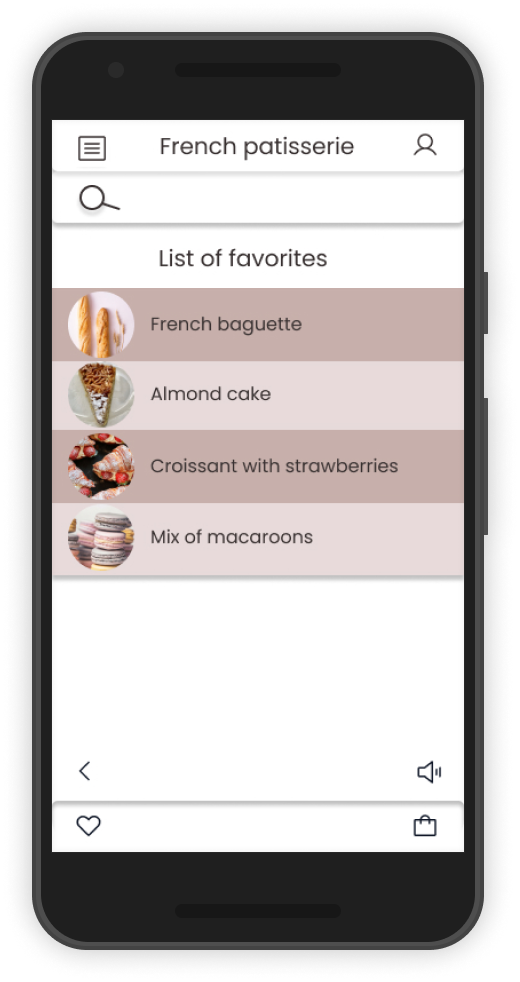 French patisserie
List of favorites
French baguette
Almond cake
Croissant with strawberries
Mix of macaroons